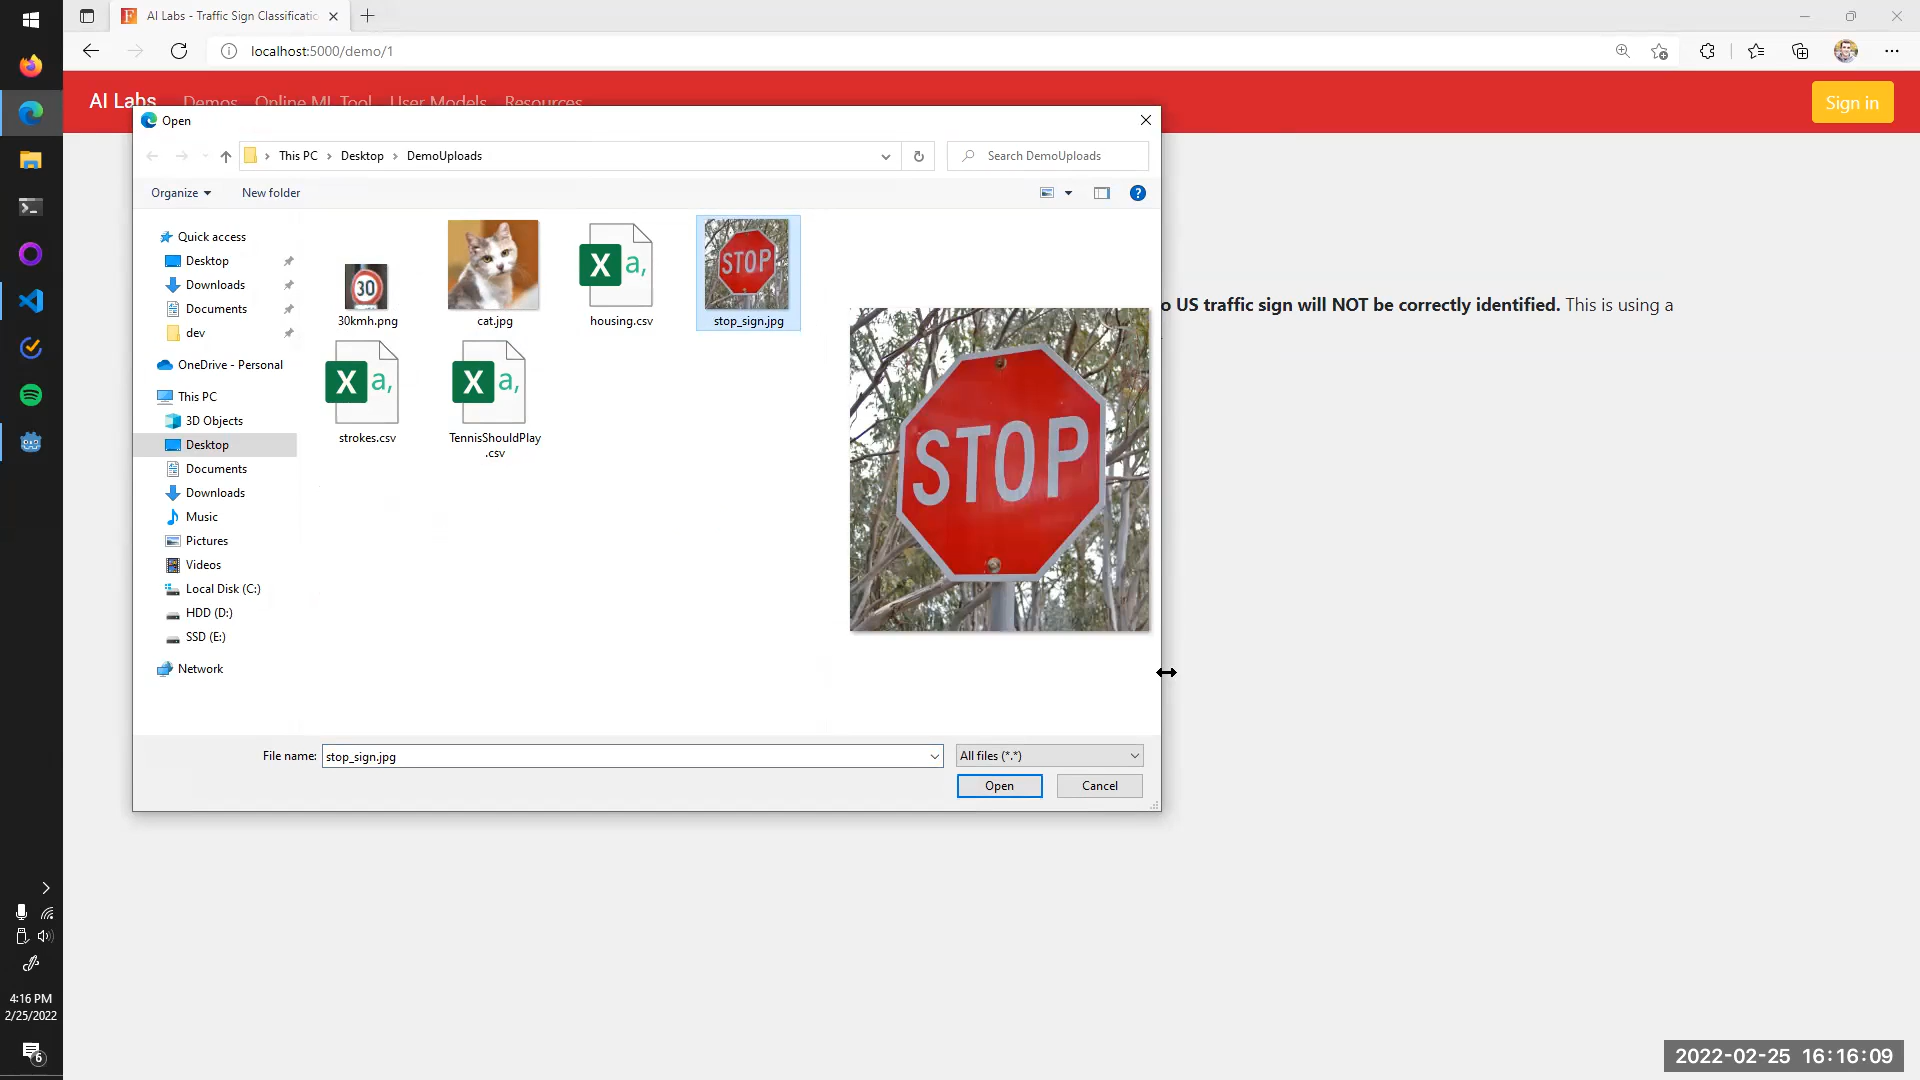 AI Labs - Traffic Sign Classificatio
localhost:5000/demo/1
AI Labs
Demos
Online ML Tool
User Models
Resources
Sign in
Open
This PC
Desktop
DemoUploads
Search DemoUploads
Organize
New folder
Quick access
Desktop
Downloads
Documents
dev
OneDrive - Personal
This PC
3D Objects
Desktop
Documents
Downloads
Music
Pictures
Videos
Local Disk (C:)
HDD (D:)
SSD (E:)
Network
30
30kmh.png
cat.jpg
X a,
housing.csv
STOP
stop_sign.jpg
X a,
strokes.csv
X a,
TennisShouldPlay
.csv
STOP
o US traffic sign will NOT be correctly identified. This is using a
File name:
stop_sign.jpg
All files (*.*)
Open
Cancel
4:16 PM
2/25/2022
6
2022-02-25 16:16:09